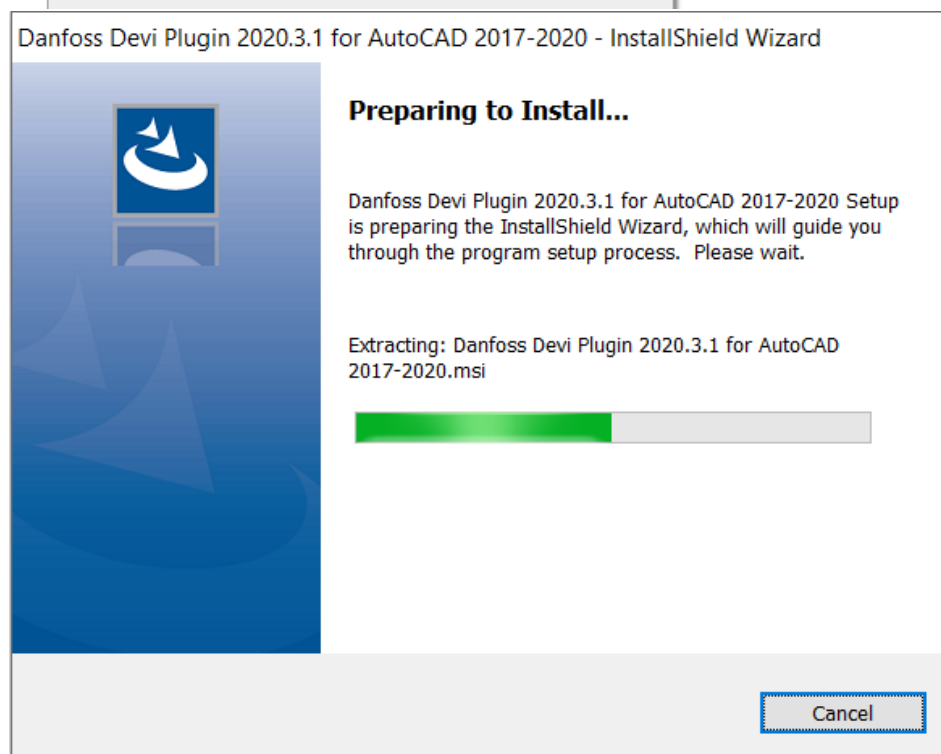 Danfoss Devi Plugin 2020.3.1 for AutoCAD 2017-2020 - InstallShield Wizard
Preparing to Install...
Danfoss Devi Plugin 2020.3.1 for AutoCAD 2017-2020 Setup
is preparing the InstallShield Wizard, which will guide you
through the program setup process.  Please wait.
Extracting: Danfoss Devi Plugin 2020.3.1 for AutoCAD
2017-2020.msi
Cancel